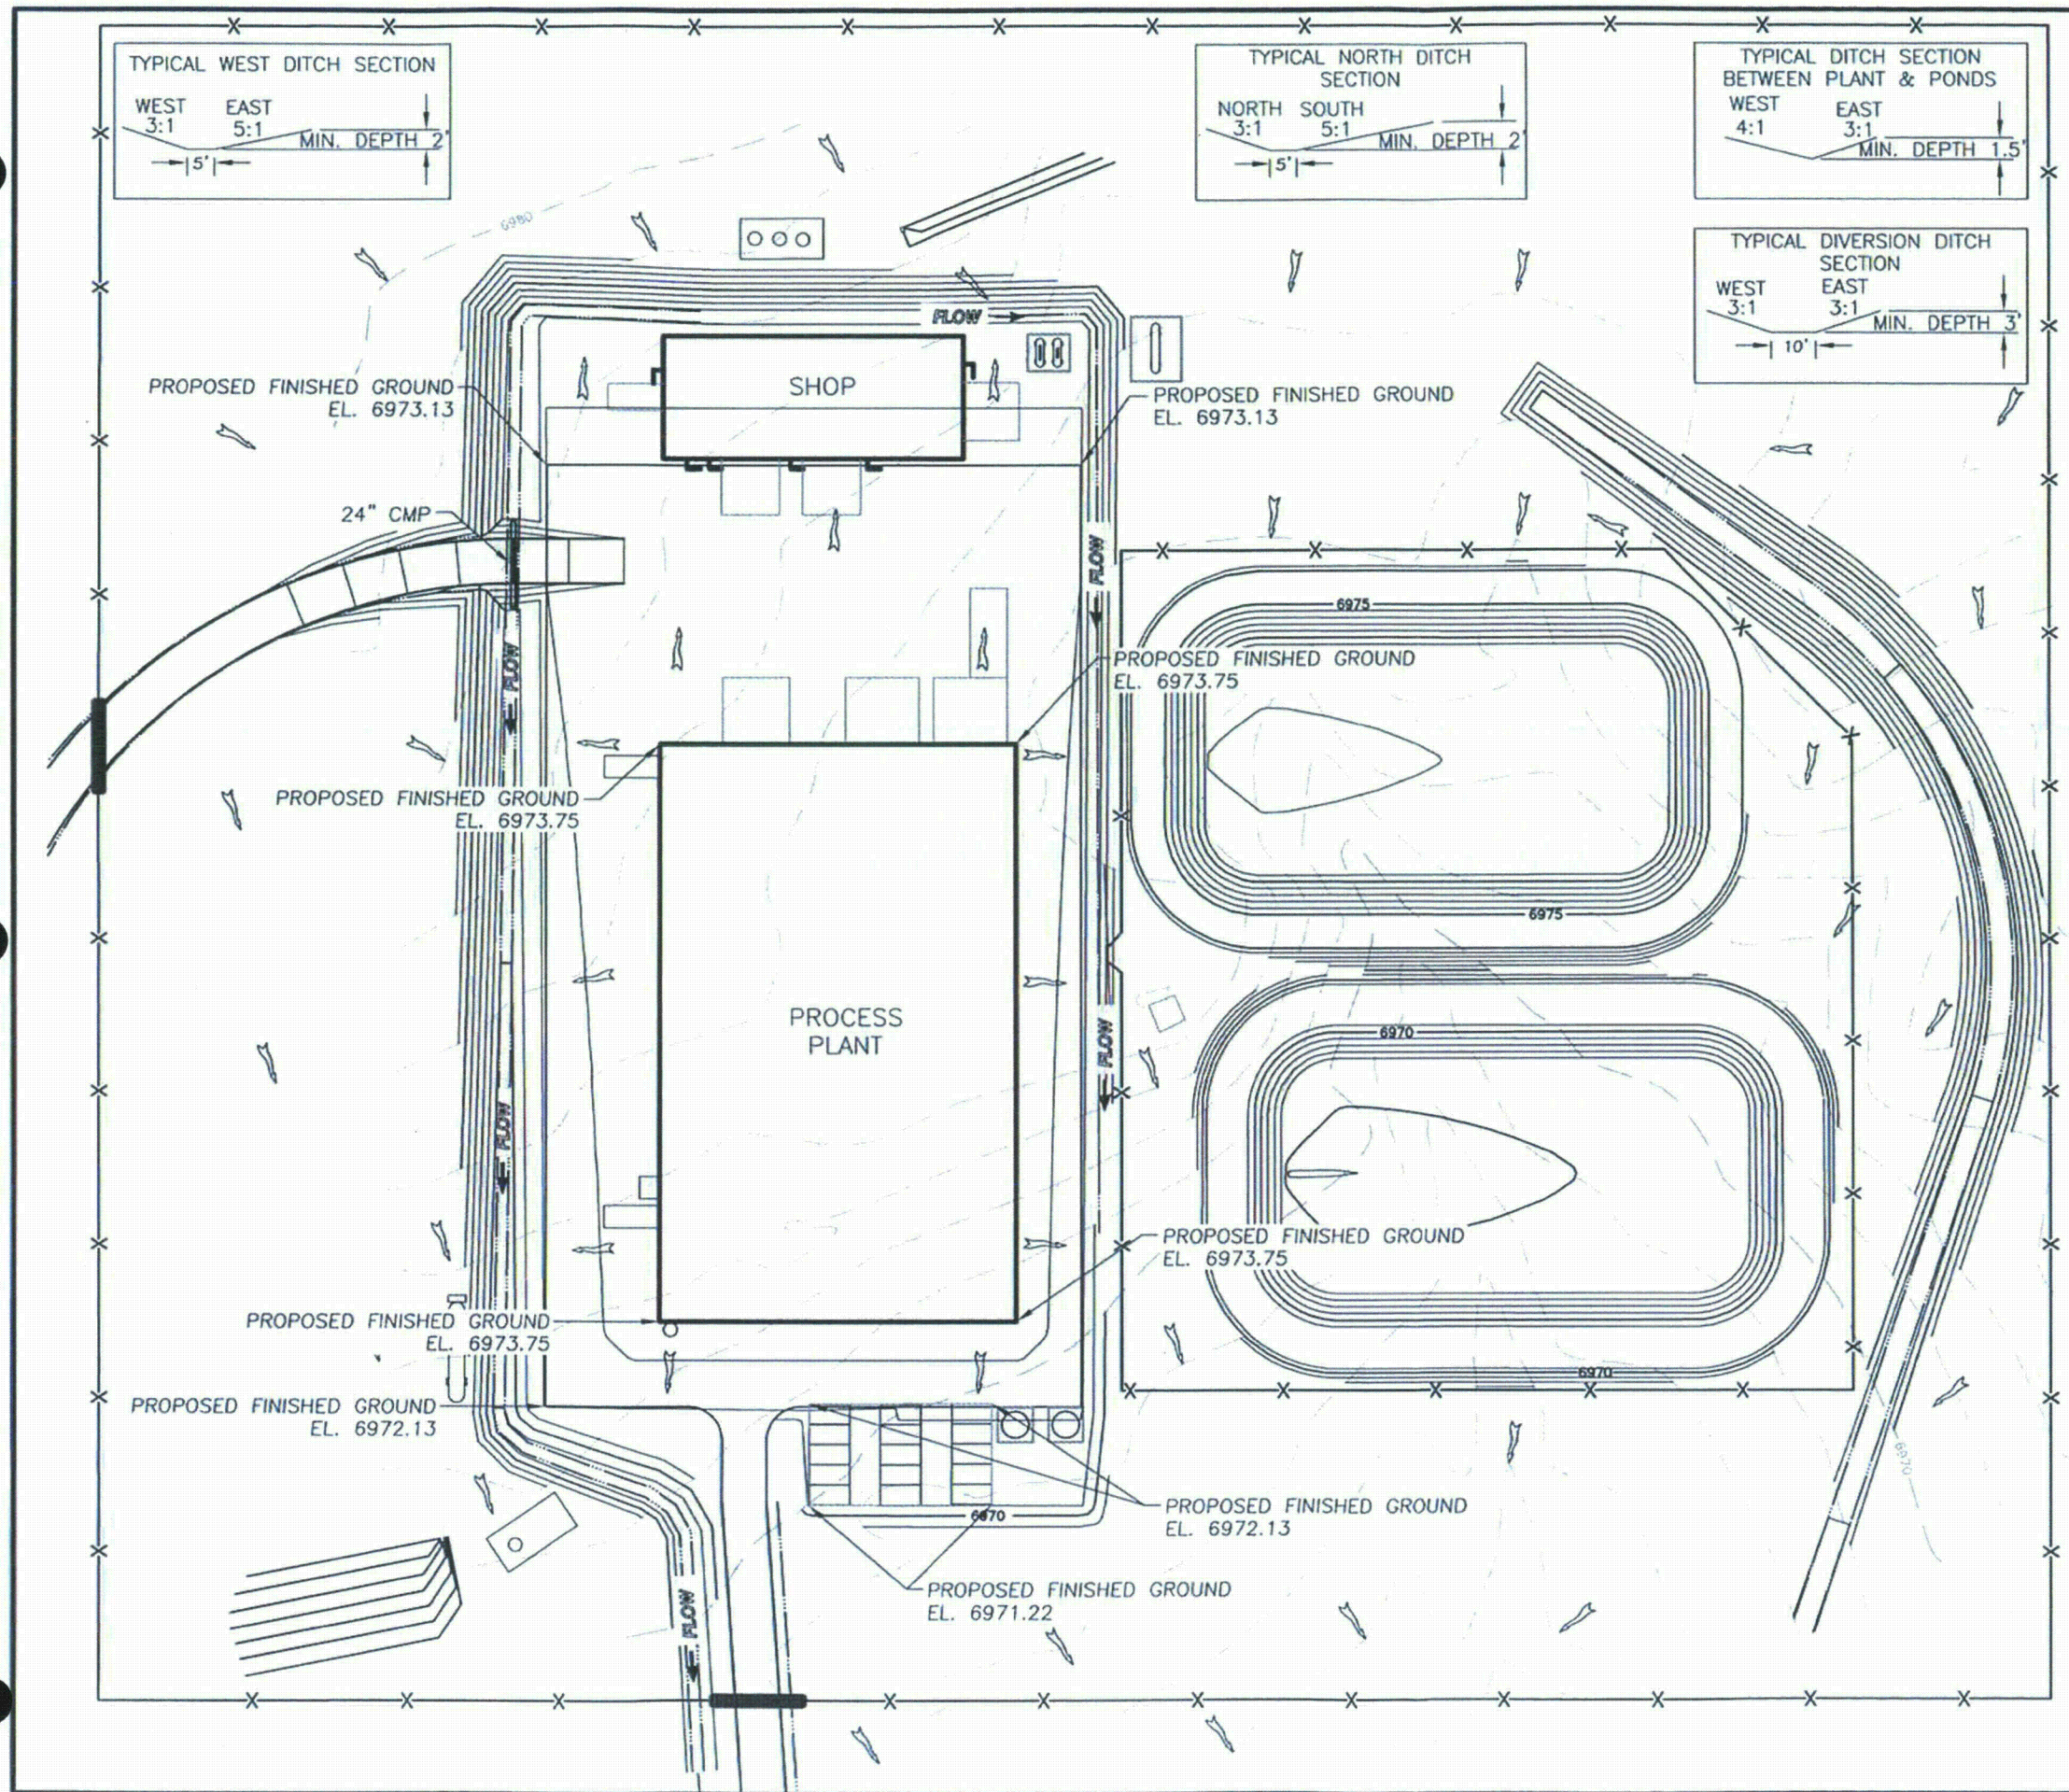 TYPICAL WEST DITCH SECTION
WEST EAST
3:1 5:1
MIN. DEPTH 2'
5'
TYPICAL NORTH DITCH
SECTION
NORTH SOUTH
3:1 5:1
MIN. DEPTH 2'
5'
TYPICAL DITCH SECTION
BETWEEN PLANT & PONDS
WEST EAST
4:1 3:1
MIN. DEPTH 1.5'
TYPICAL DIVERSION DITCH
SECTION
WEST EAST
3:1 3:1
MIN. DEPTH 3'
10'
6980
FLOW
SHOP
PROPOSED FINISHED GROUND
EL. 6973.13
PROPOSED FINISHED GROUND
EL. 6973.13
24" CMP
FLOW
6975
FLOW
PROPOSED FINISHED GROUND
EL. 6973.75
PROPOSED FINISHED GROUND
EL. 6973.75
6975
PROCESS
PLANT
FLOW
6970
FLOW
PROPOSED FINISHED GROUND
EL. 6973.75
PROPOSED FINISHED GROUND
EL. 6973.75
6970
PROPOSED FINISHED GROUND
EL. 6972.13
6970
PROPOSED FINISHED GROUND
EL. 6972.13
6970
PROPOSED FINISHED GROUND
EL. 6971.22
FLOW